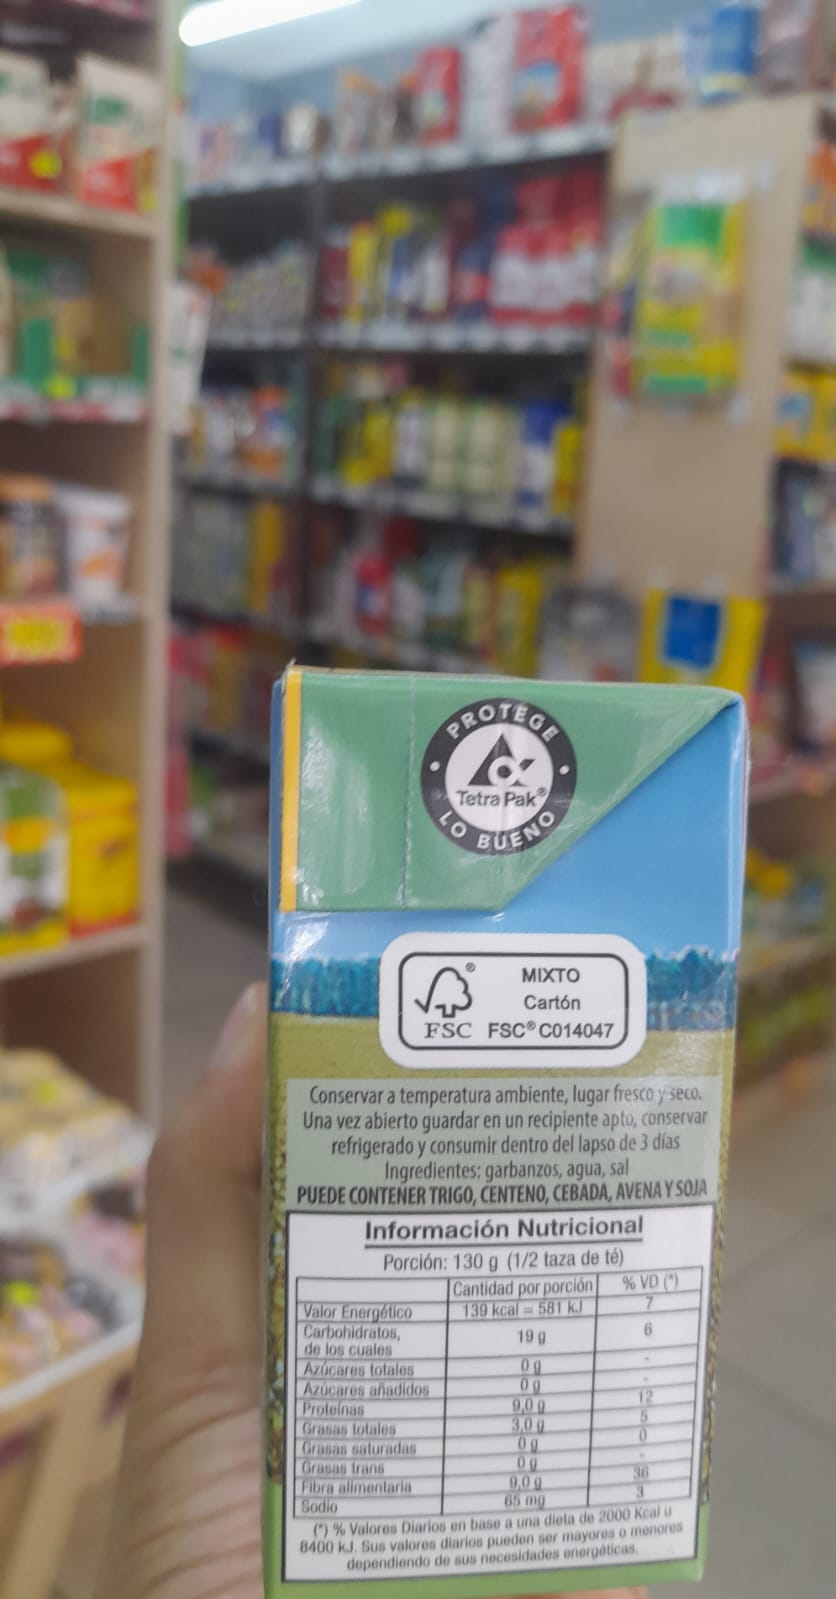 PROTEGE
Tetra Pak®
LO BUENO
MIXTO
Cartón
FSC® FSC® C014047
Conservar a temperatura ambiente, lugar fresco y seco.
Una vez abierto guardar en un recipiente apto, conservar
refrigerado y consumir dentro del lapso de 3 días
Ingredientes: garbanzos, agua, sal
PUEDE CONTENER TRIGO, CENTENO, CEBADA, AVENA Y SOJA
Información Nutricional
Porción: 130 g (1/2 taza de té)
Cantidad por porción % VD (*)
Valor Energético 139 kcal = 581 kJ 7
Carbohidratos,
de los cuales 19 g 6
Azúcares totales 0 g -
Azúcares añadidos 0 g -
Proteínas 9,0 g 12
Grasas totales 3,0 g 5
Grasas saturadas 0 g 0
Grasas trans 0 g -
Fibra alimentaria 9,0 g 36
Sodio 65 mg 3
(*) % Valores Diarios en base a una dieta de 2000 Kcal u
8400 kJ. Sus valores diarios pueden ser mayores o menores
dependiendo de sus necesidades energéticas.